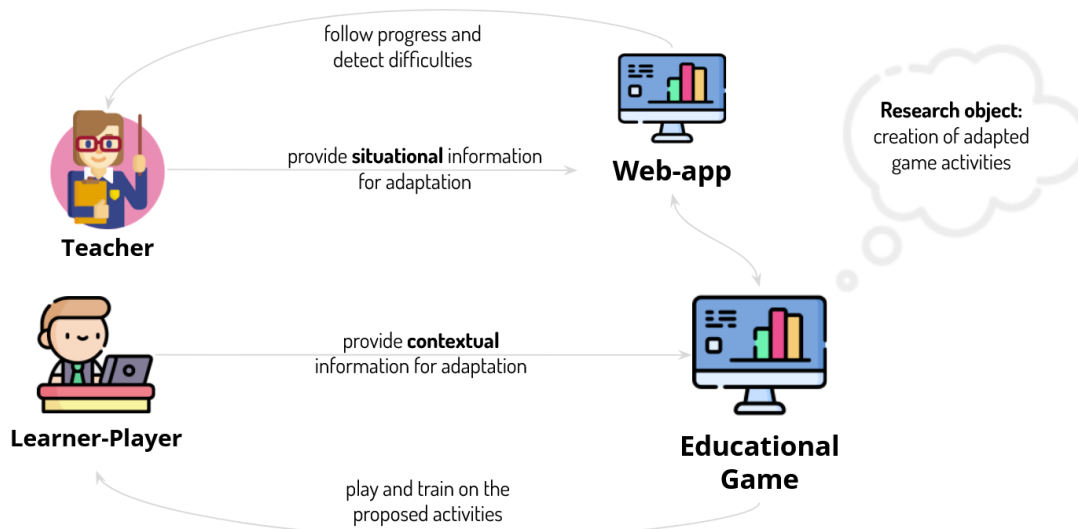 follow progress and
detect difficulties
Research object:
creation of adapted
game activities
provide situational information
for adaptation
Web-app
Teacher
provide contextual
information for adaptation
Learner-Player
Educational
Game
play and train on the
proposed activities